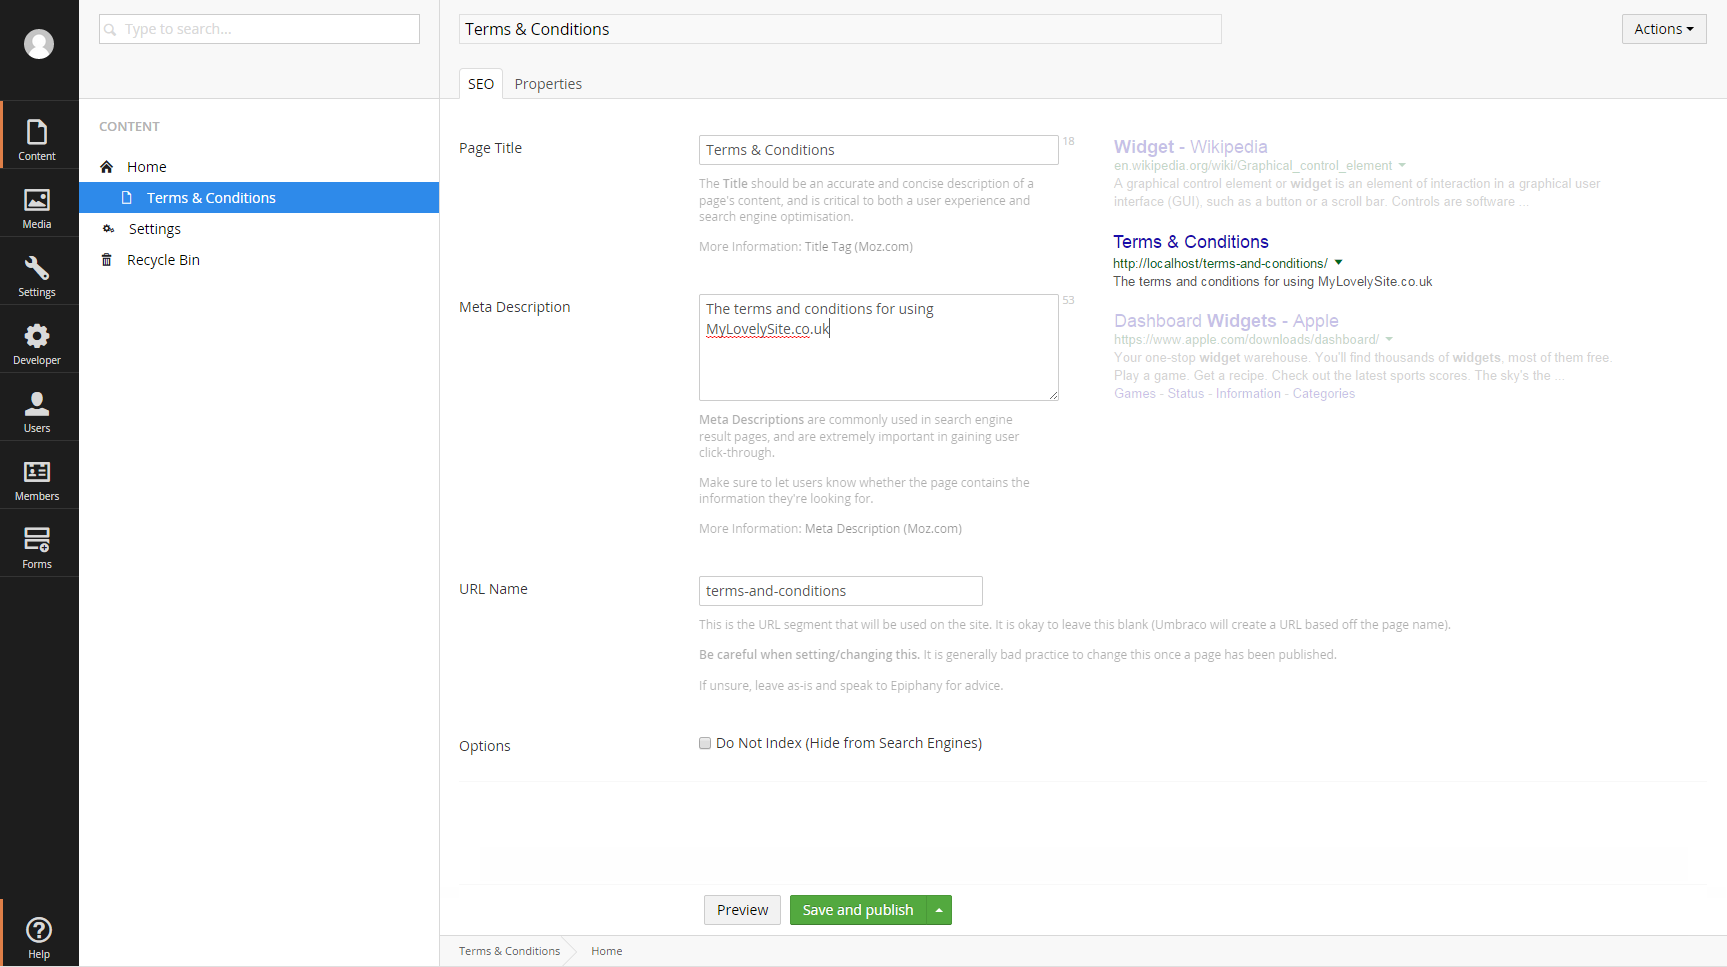 Content
Media
Settings
Developer
Users
Members
Forms
Help
Type to search...
CONTENT
Home
Terms & Conditions
Settings
Recycle Bin
Terms & Conditions
Actions
SEO Properties
Page Title
Terms & Conditions
18
The Title should be an accurate and concise description of a
page's content, and is critical to both a user experience and
search engine optimisation.
More Information: Title Tag (Moz.com)
Meta Description
The terms and conditions for using
MyLovelySite.co.uk
53
Meta Descriptions are commonly used in search engine
result pages, and are extremely important in gaining user
click-through.
Make sure to let users know whether the page contains the
information they're looking for.
More Information: Meta Description (Moz.com)
Widget - Wikipedia
en.wikipedia.org/wiki/Graphical_control_element
A graphical control element or widget is an element of interaction in a graphical user
interface (GUI), such as a button or a scroll bar. Controls are software ...
Terms & Conditions
http://localhost/terms-and-conditions/
The terms and conditions for using MyLovelySite.co.uk
Dashboard Widgets - Apple
https://www.apple.com/downloads/dashboard/
Your one-stop widget warehouse. You'll find thousands of widgets, most of them free.
Play a game. Get a recipe. Check out the latest sports scores. The sky's the ...
Games - Status - Information - Categories
URL Name
terms-and-conditions
This is the URL segment that will be used on the site. It is okay to leave this blank (Umbraco will create a URL based off the page name).
Be careful when setting/changing this. It is generally bad practice to change this once a page has been published.
If unsure, leave as-is and speak to Epiphany for advice.
Options
Do Not Index (Hide from Search Engines)
Preview
Save and publish
Terms & Conditions
Home